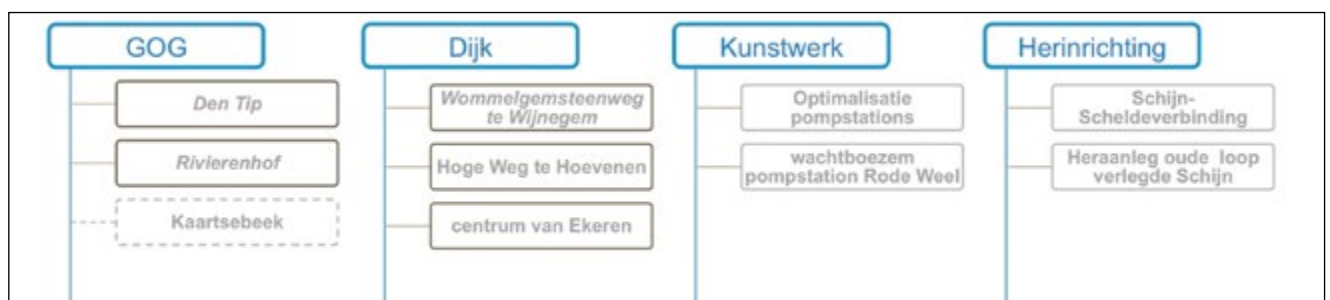 GOG
Den Tip
Rivierenhof
Kaartsebeek
Dijk
Wommelgemsteenweg
te Wijnegem
Hoge Weg te Hoevenen
centrum van Ekeren
Kunstwerk
Optimalisatie
pompstations
wachtboezem
pompstation Rode Weel
Herinrichting
Schijn-
Scheldeverbinding
Heraanleg oude loop
verlegde Schijn